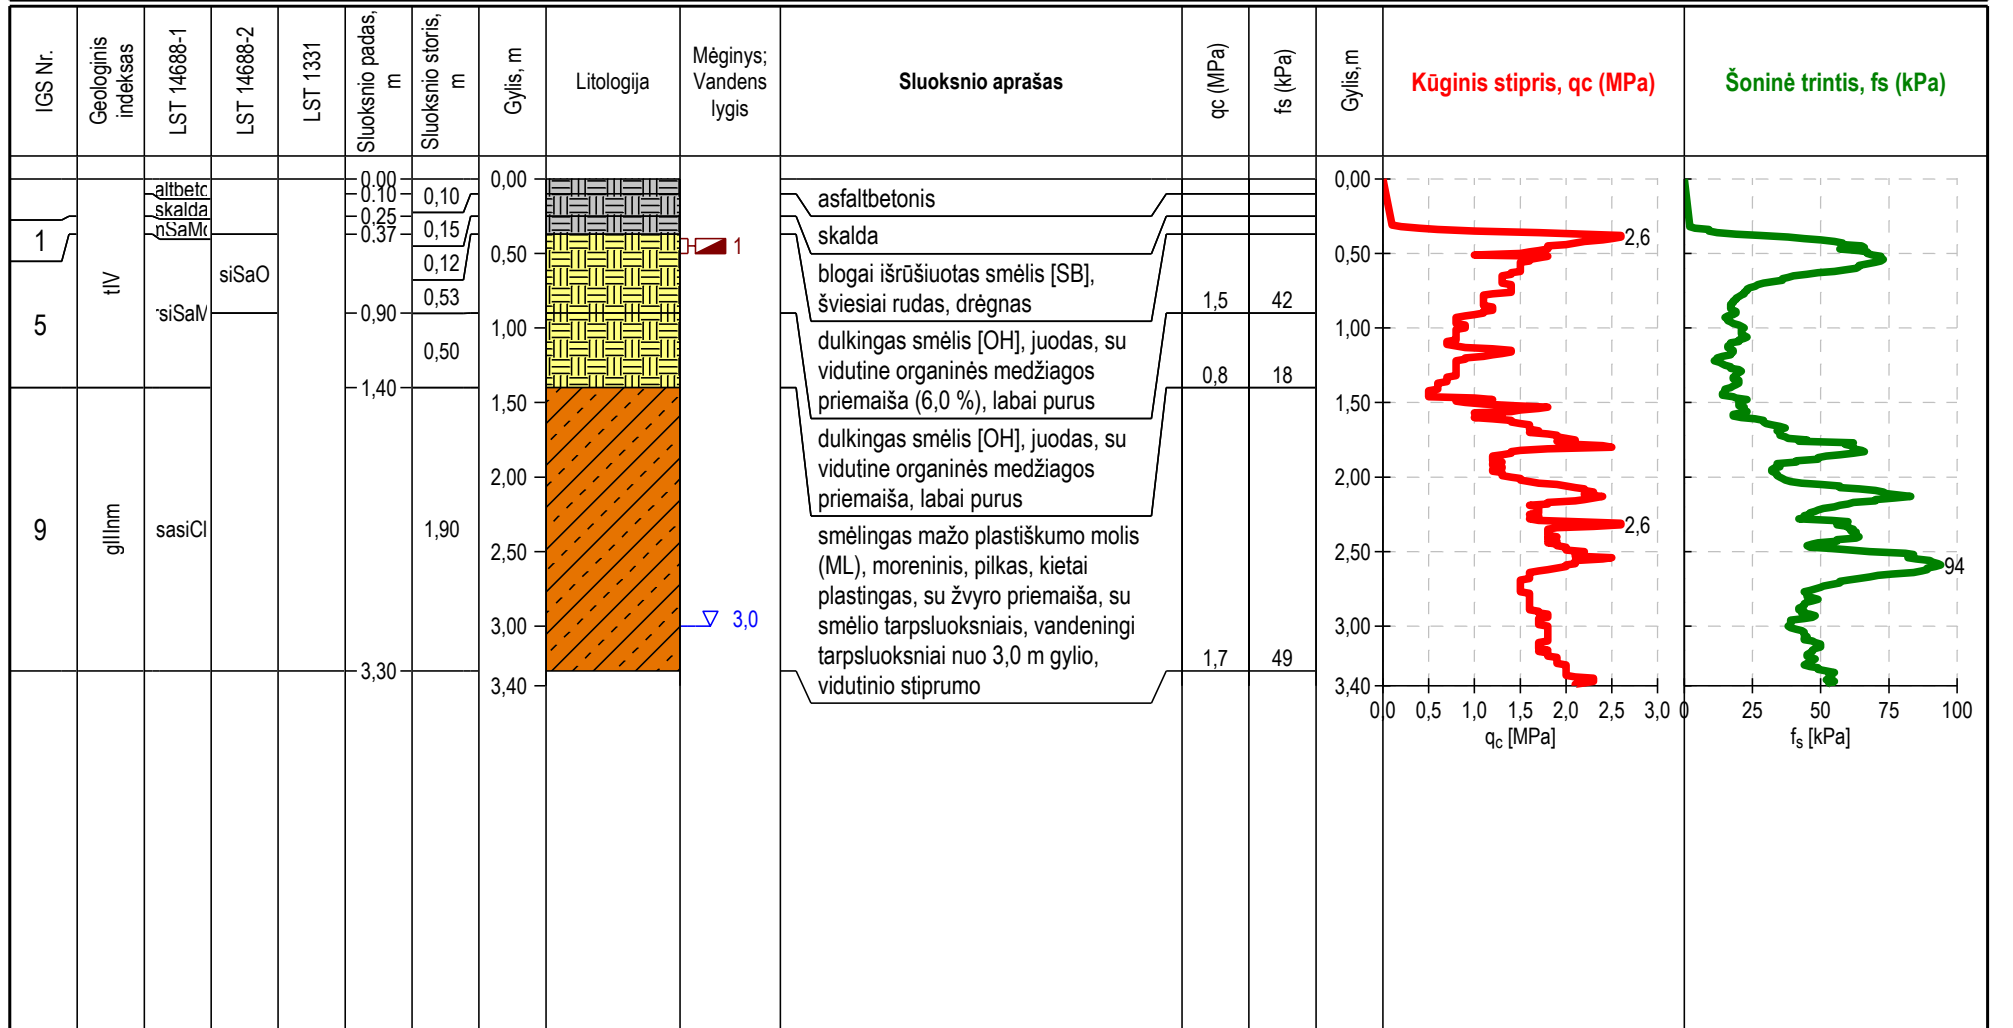 IGS Nr.
Geologinis indeksas
LST 14688-1
LST 14688-2
LST 1331
Sluoksnio padas, m
Sluoksnio storis, m
Gylis, m
Litologija
Mėginys;
Vandens
lygis
Sluoksnio aprašas
qc (MPa)
fs (kPa)
Gylis,m
Kūginis stipris, qc (MPa)
Šoninė trintis, fs (kPa)
1
5
9
tIV
gIIInm
altbeto
skalda
siSaM
sasiCl
siSaO
0.00
0.10
0.25
0.37
0,90
1,40
3,30
0,10
0,15
0,12
0,53
0,50
1,90
0,00
0,50
1,00
1,50
2,00
2,50
3,00
3,40
1
3,0
asfaltbetonis
skalda
blogai išrūšiuotas smėlis [SB],
šviesiai rudas, drėgnas
dulkingas smėlis [OH], juodas, su
vidutine organinės medžiagos
priemaiša (6,0 %), labai purus
dulkingas smėlis [OH], juodas, su
vidutine organinės medžiagos
priemaiša, labai purus
smėlingas mažo plastiškumo molis
(ML), moreninis, pilkas, kietai
plastingas, su žvyro priemaiša, su
smėlio tarpsluoksniais, vandeningi
tarpsluoksniai nuo 3,0 m gylio,
vidutinio stiprumo
1,5 42
0,8 18
1,7 49
0,00
0,50
1,00
1,50
2,00
2,50
3,00
3,40
2,6
2,6
0,0 0,5 1,0 1,5 2,0 2,5 3,0
qc [MPa]
94
0 25 50 75 100
fs [kPa]